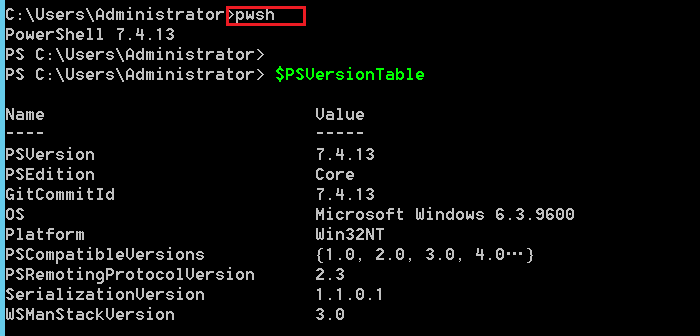 C:\Users\Administrator>pwsh
PowerShell 7.4.13
PS C:\Users\Administrator>
PS C:\Users\Administrator> $PSVersionTable
Name Value
---- -----
PSVersion 7.4.13
PSEdition Core
GitCommitId 7.4.13
OS Microsoft Windows 6.3.9600
Platform Win32NT
PSCompatibleVersions {1.0, 2.0, 3.0, 4.0…}
PSRemotingProtocolVersion 2.3
SerializationVersion 1.1.0.1
WSManStackVersion 3.0